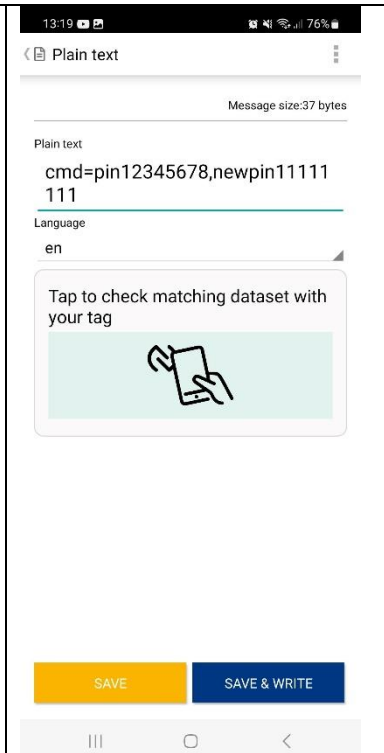 13:19 76%
Plain text
Message size:37 bytes
Plain text
cmd=pin12345678,newpin11111
111
Language
en
Tap to check matching dataset with
your tag
SAVE SAVE & WRITE